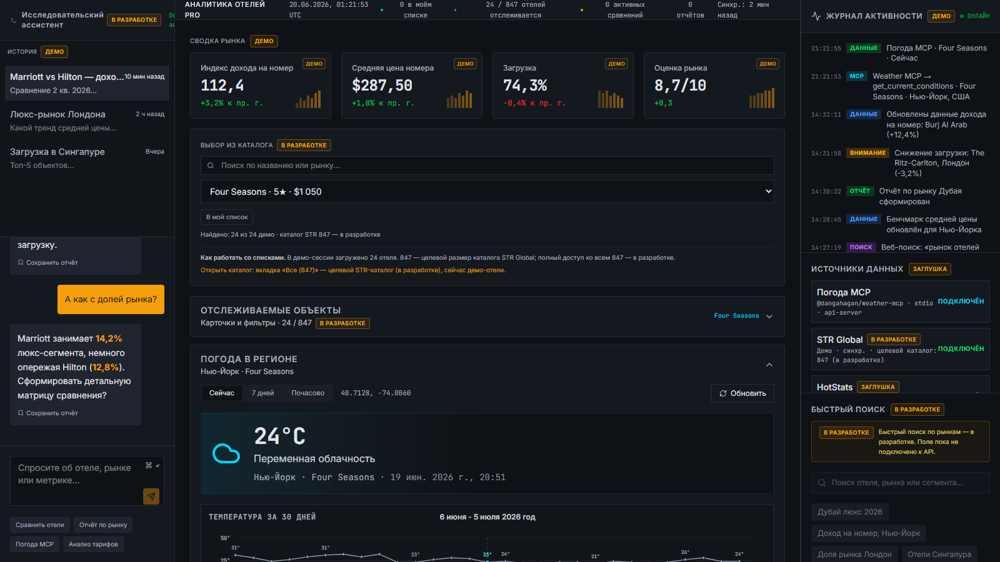 Исследовательский
ассистент
В РАЗРАБОТКЕ
ИСТОРИЯ
ДЕМО
Marriott vs Hilton — дохо...
10 мин назад
Сравнение 2 кв. 2026...
Люкс-рынок Лондона
2 ч назад
Какой тренд средней цены...
Загрузка в Сингапуре
Вчера
Топ-5 объектов...
загрузку.
Сохранить отчёт
А как с долей рынка?
Marriott занимает 14,2%
люкс-сегмента, немного
опережая Hilton (12,8%).
Сформировать детальную
матрицу сравнения?
Сохранить отчёт
Спросите об отеле, рынке
или метрике...
⌘ ↲
Сравнить отели
Отчёт по рынку
Погода MCP
Анализ тарифов
АНАЛИТИКА ОТЕЛЕЙ
PRO
20.06.2026, 01:21:53
UTC
0 в моём
списке
24 / 847 отелей
отслеживается
0 активных
сравнений
0
отчётов
Синхр.: 2 мин
назад
СВОДКА РЫНКА
ДЕМО
Индекс дохода на номер
ДЕМО
112,4
+3,2% к пр. г.
Средняя цена номера
ДЕМО
$287,50
+1,8% к пр. г.
Загрузка
ДЕМО
74,3%
-0,4% к пр. г.
Оценка рынка
ДЕМО
8,7/10
+0,3
ВЫБОР ИЗ КАТАЛОГА
В РАЗРАБОТКЕ
Поиск по названию или рынку...
Four Seasons · 5★ · $1 050
В мой список
Найдено: 24 из 24 демо · каталог STR 847 — в разработке
Как работать со списками. В демо-сессии загружено 24 отеля. 847 — целевой размер каталога STR Global; полный доступ ко всем 847 — в разработке.
Открыть каталог: вкладка «Все (847)» — целевой STR-каталог (в разработке), сейчас демо-отели.
ОТСЛЕЖИВАЕМЫЕ ОБЪЕКТЫ
Карточки и фильтры · 24 / 847
В РАЗРАБОТКЕ
Four Seasons
ПОГОДА В РЕГИОНЕ
Нью-Йорк · Four Seasons
Сейчас
7 дней
Почасово
40.7128, -74.0060
Обновить
24°C
Переменная облачность
Нью-Йорк · Four Seasons · 19 июн. 2026 г., 20:51
ТЕМПЕРАТУРА ЗА 30 ДНЕЙ
6 июня - 5 июля 2026 год
50°
31°
31°
23°
23°
24°
21°
26°
24°
25°
ЖУРНАЛ АКТИВНОСТИ
ДЕМО
ОНЛАЙН
21:21:55
ДАННЫЕ
Погода MCP · Four Seasons
· Сейчас
21:21:53
MCP
Weather MCP →
get_current_conditions · Four
Seasons · Нью-Йорк, США
14:32:11
ДАННЫЕ
Обновлены данные дохода
на номер: Burj Al Arab
(+12,4%)
14:31:58
ВНИМАНИЕ
Снижение загрузки: The
Ritz-Carlton, Лондон
(-3,2%)
14:30:22
ОТЧЁТ
Отчёт по рынку Дубая
сформирован
14:28:45
ДАННЫЕ
Бенчмарк средней цены
обновлён для Нью-Йорка
14:27:19
ПОИСК
Веб-поиск: «рынок отелей
ИСТОЧНИКИ ДАННЫХ
ЗАГЛУШКА
Погода MCP
@dangahagan/weather-mcp · stdio
· api-server
ПОДКЛЮЧЁН
STR Global
В РАЗРАБОТКЕ
Демо · синхр. · целевой каталог:
847 (в разработке)
ПОДКЛЮЧЁН
HotStats
ЗАГЛУШКА
БЫСТРЫЙ ПОИСК
В РАЗРАБОТКЕ
В РАЗРАБОТКЕ
Быстрый поиск по рынкам — в
разработке. Поле пока не
подключено к API.
Поиск отеля, рынка или сегмента...
Дубай люкс 2026
Доход на номер, Нью-Йорк
Доля рынка Лондон
Отели Сингапура